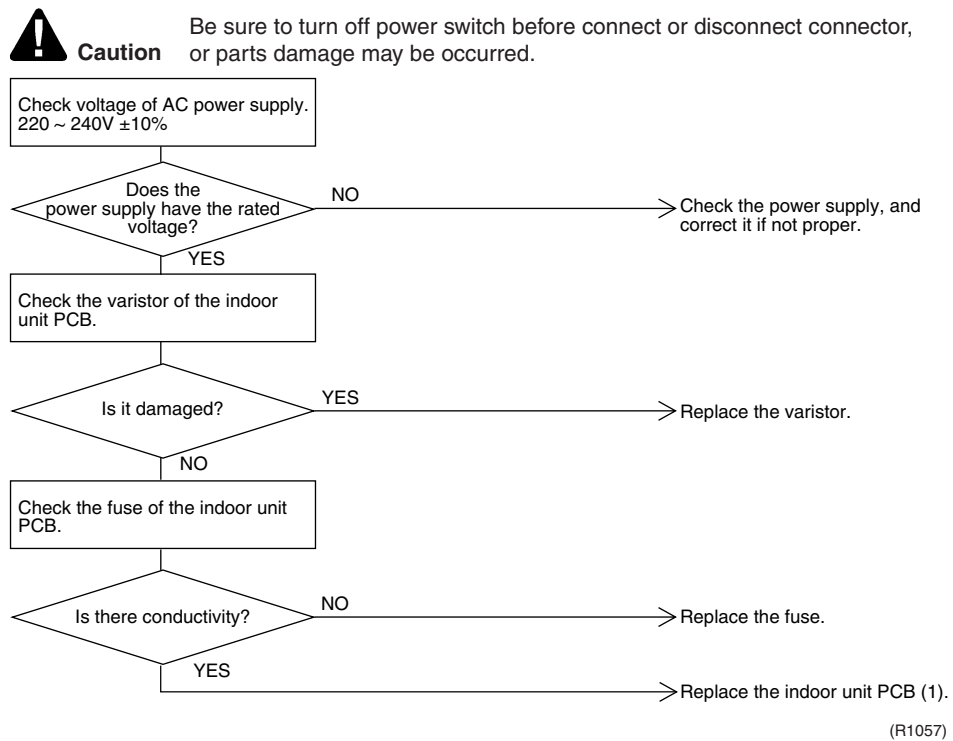 Be sure to turn off power switch before connect or disconnect connector,
Caution or parts damage may be occurred.
Check voltage of AC power supply.
220 ~ 240V ±10%
Does the
power supply have the rated
voltage?
NO
Check the power supply, and
correct it if not proper.
YES
Check the varistor of the indoor
unit PCB.
Is it damaged?
YES
Replace the varistor.
NO
Check the fuse of the indoor unit
PCB.
Is there conductivity?
NO
Replace the fuse.
YES
Replace the indoor unit PCB (1).
(R1057)